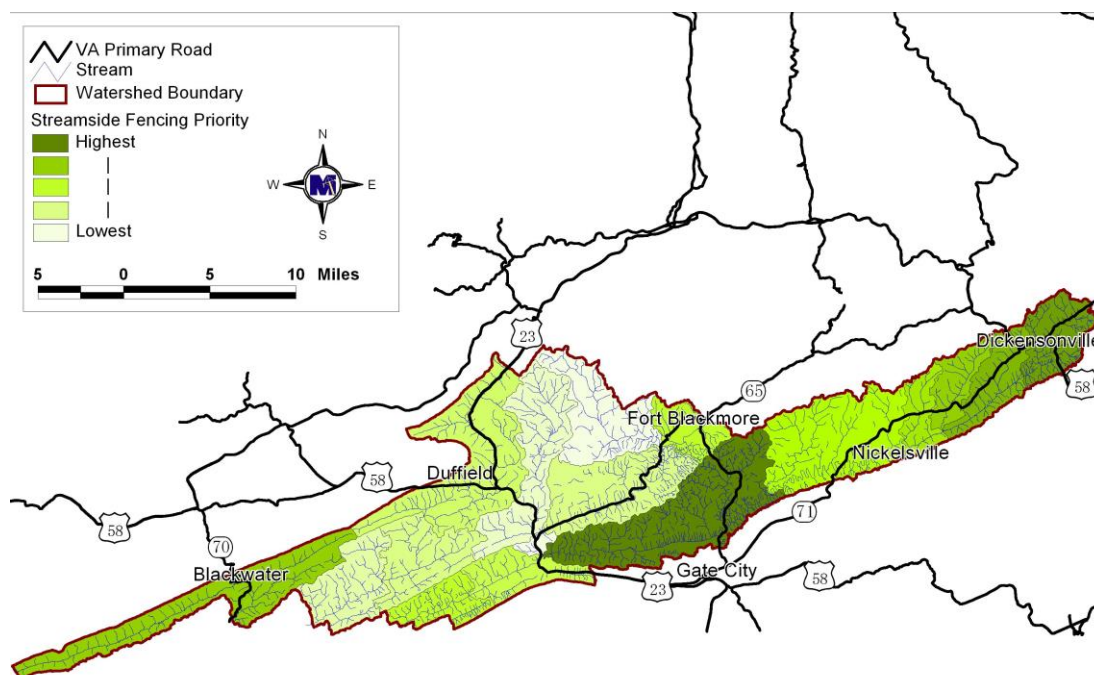 VA Primary Road
Stream
Watershed Boundary
Streamside Fencing Priority
Highest
Lowest
N
W
M
E
S
5 0 5 10 Miles
23
Dickensonville
58
65
Fort Blackmore
Nickelsville
Duffield
58
58
71
70
Blackwater
Gate City
58
23